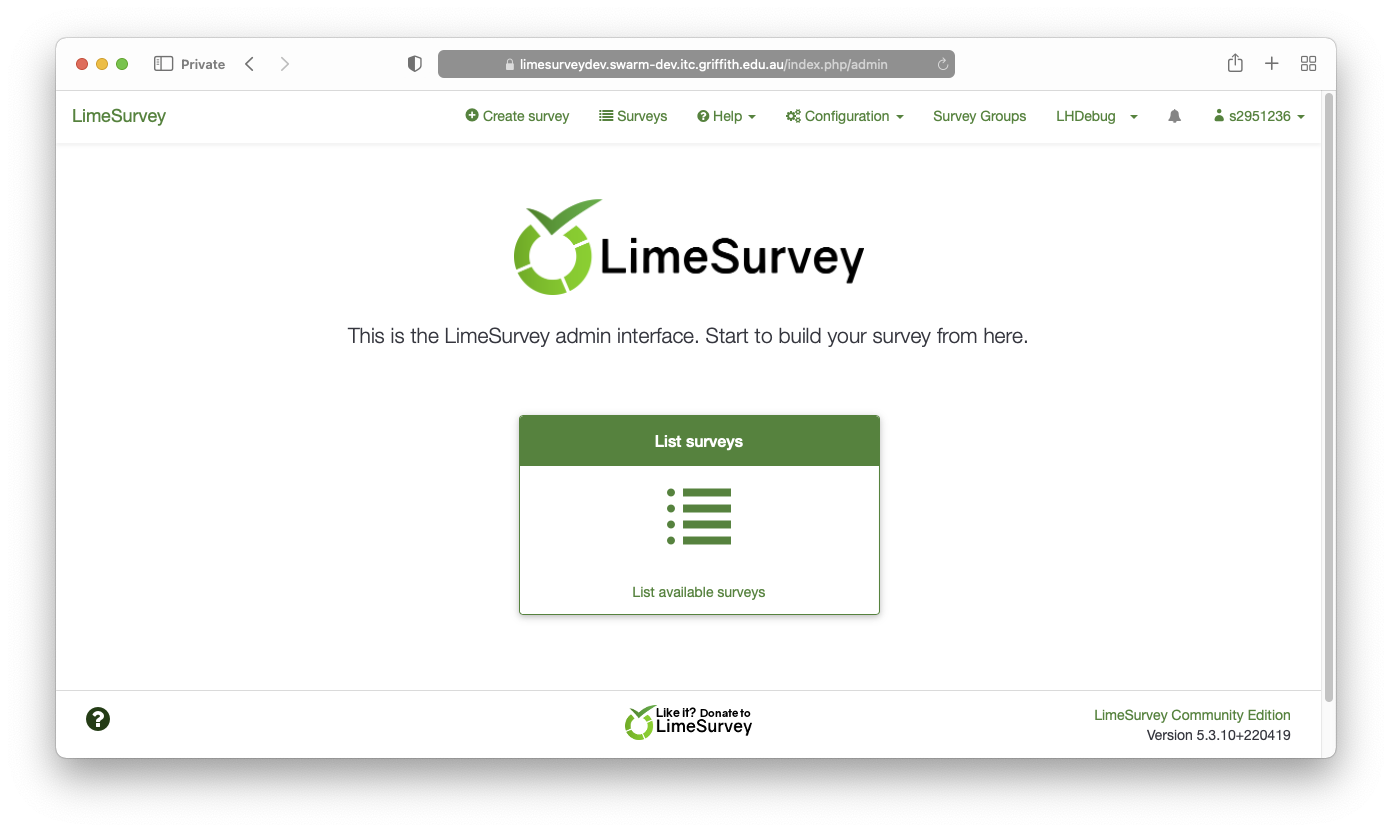 Private
limesurveydev.swarm-dev.itc.griffith.edu.au/index.php/admin
LimeSurvey
Create survey
Surveys
Help
Configuration
Survey Groups
LHDebug
s2951236
LimeSurvey
This is the LimeSurvey admin interface. Start to build your survey from here.
List surveys
List available surveys
Like it? Donate to
LimeSurvey
LimeSurvey Community Edition
Version 5.3.10+220419